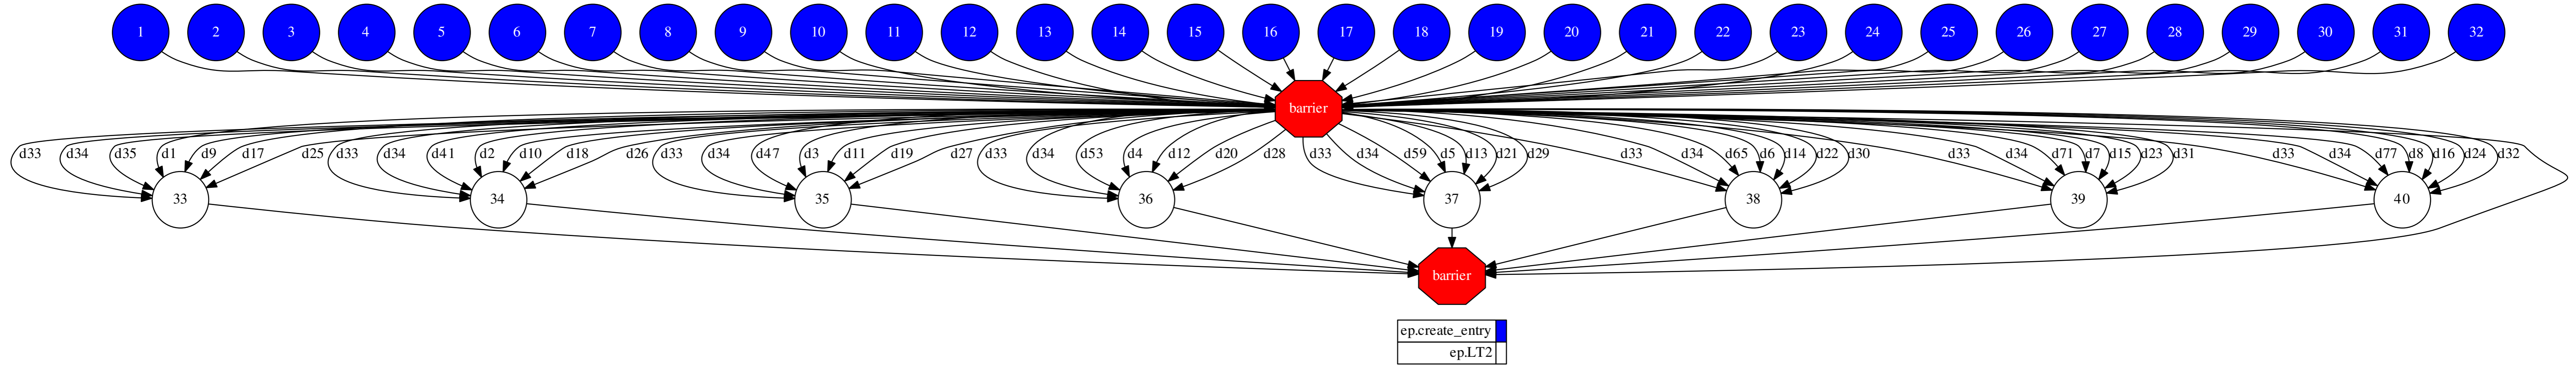 1 2 3 4 5 6 7 8 9 10 11 12 13 14 15 16 17 18 19 20 21 22 23 24 25 26 27 28 29 30 31 32
barrier
d33 d34 d35 d1 d9 d17 d25 d33 d34 d41 d2 d10 d18 d26 d33 d34 d47 d3 d11 d19 d27 d33 d34 d53 d4 d12 d20 d28 d33 d34 d59 d5 d13 d21 d29 d33 d34 d65 d6 d14 d22 d30 d33 d34 d71 d7 d15 d23 d31 d33 d34 d77 d8 d16 d24 d32
33 34 35 36 37 38 39 40
barrier
ep.create_entry
ep.LT2